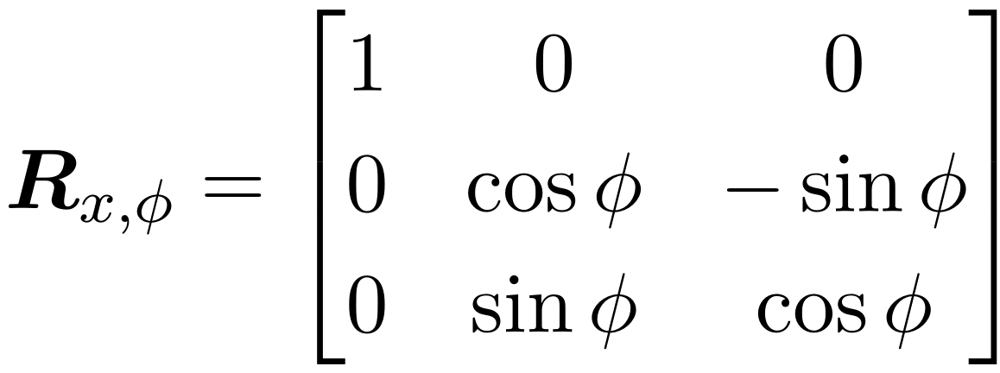 1 0 0
R_{x,ϕ} = 0 cos ϕ − sin ϕ
0 sin ϕ cos ϕ